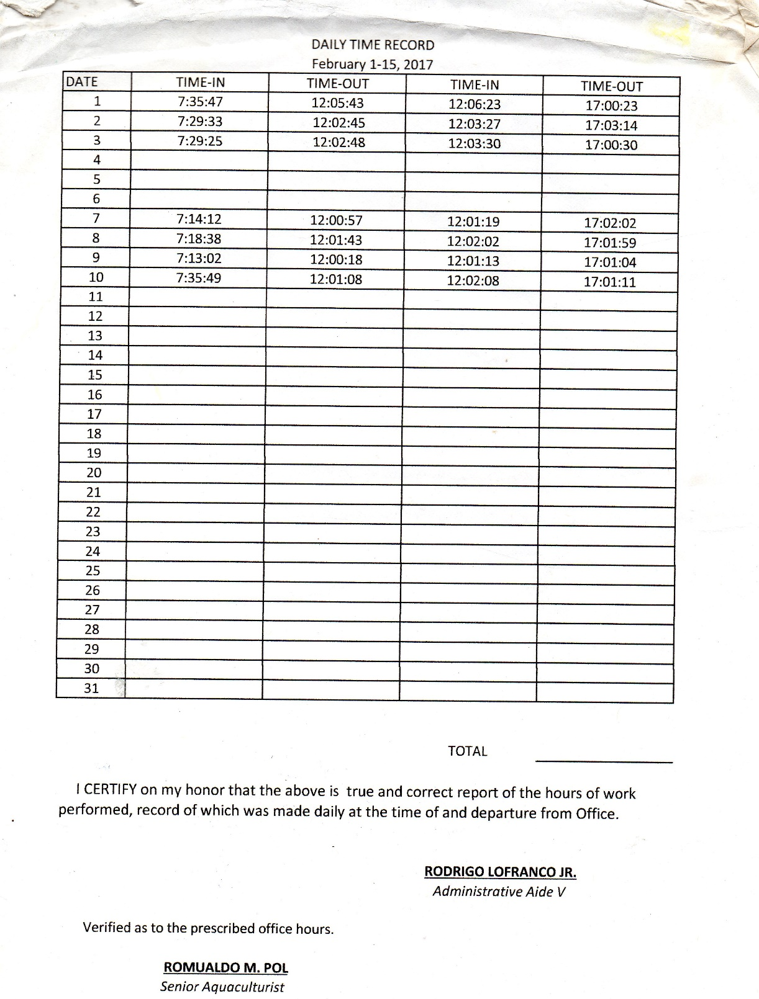 DAILY TIME RECORD
February 1-15, 2017
DATE TIME-IN TIME-OUT TIME-IN TIME-OUT
1 7:35:47 12:05:43 12:06:23 17:00:23
2 7:29:33 12:02:45 12:03:27 17:03:14
3 7:29:25 12:02:48 12:03:30 17:00:30
4
5
6
7 7:14:12 12:00:57 12:01:19 17:02:02
8 7:18:38 12:01:43 12:02:02 17:01:59
9 7:13:02 12:00:18 12:01:13 17:01:04
10 7:35:49 12:01:08 12:02:08 17:01:11
11
12
13
14
15
16
17
18
19
20
21
22
23
24
25
26
27
28
29
30
31
TOTAL
I CERTIFY on my honor that the above is true and correct report of the hours of work
performed, record of which was made daily at the time of and departure from Office.
RODRIGO LOFRANCO JR.
Administrative Aide V
Verified as to the prescribed office hours.
ROMUALDO M. POL
Senior Aquaculturist